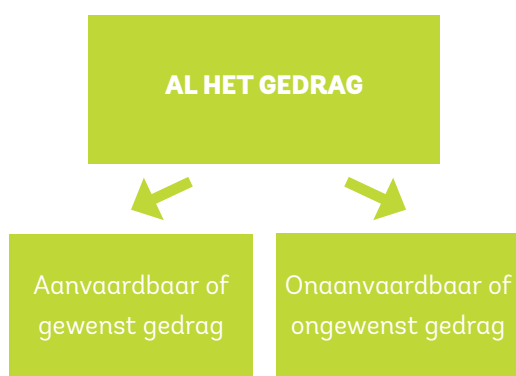 AL HET GEDRAG
Aanvaardbaar of
gewenst gedrag
Onaanvaardbaar of
ongewenst gedrag